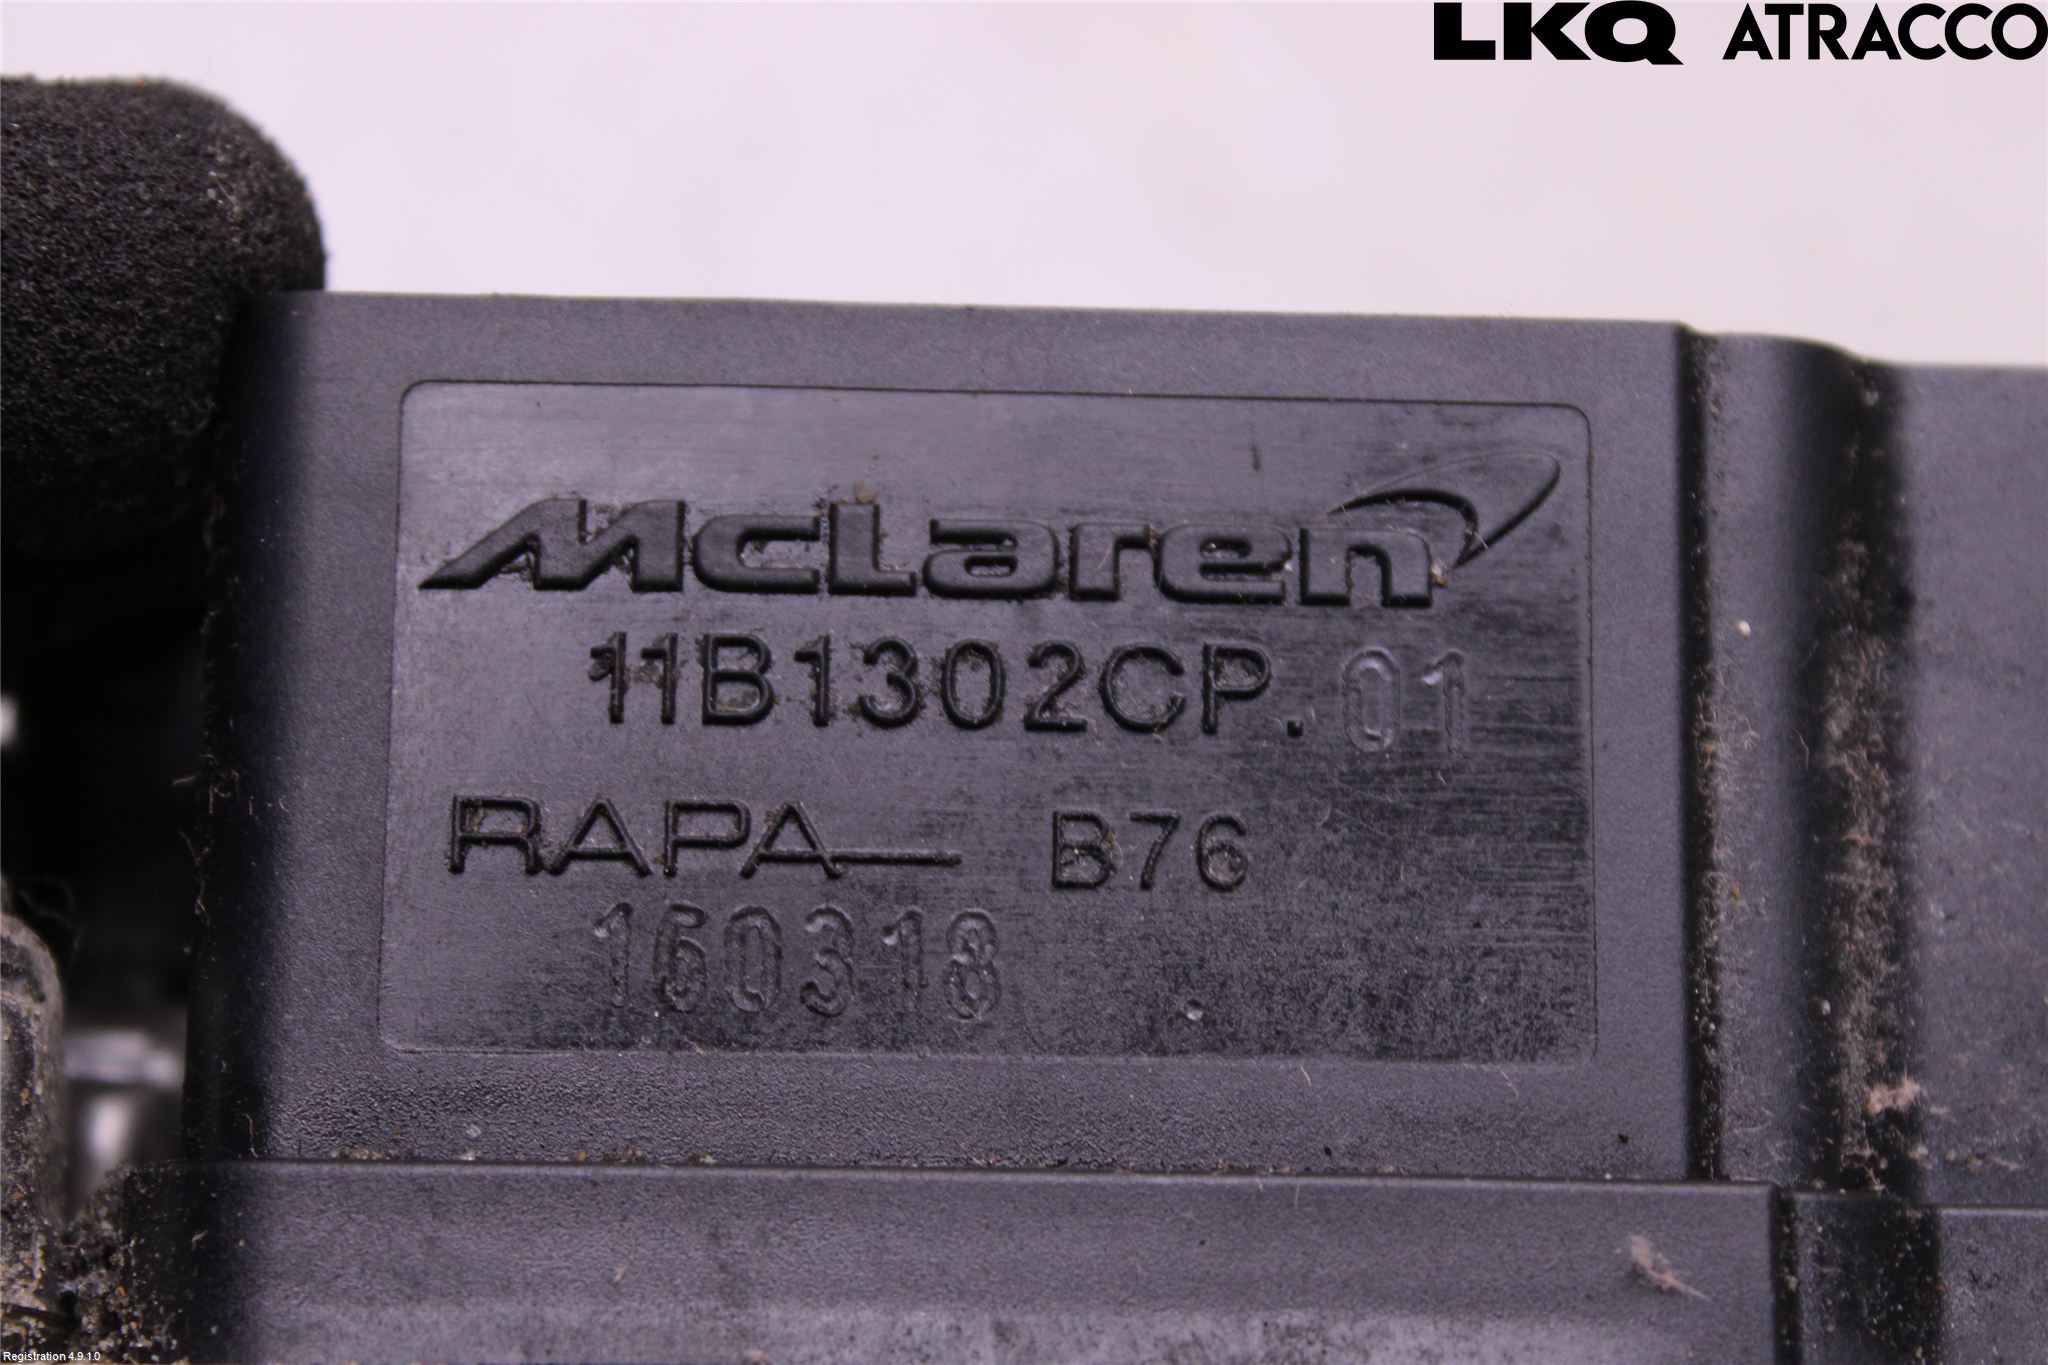 LKQ ATRACCO
McLaren
11B1302CP.01
RAPA B76
160318
Registration 4.9.1.0